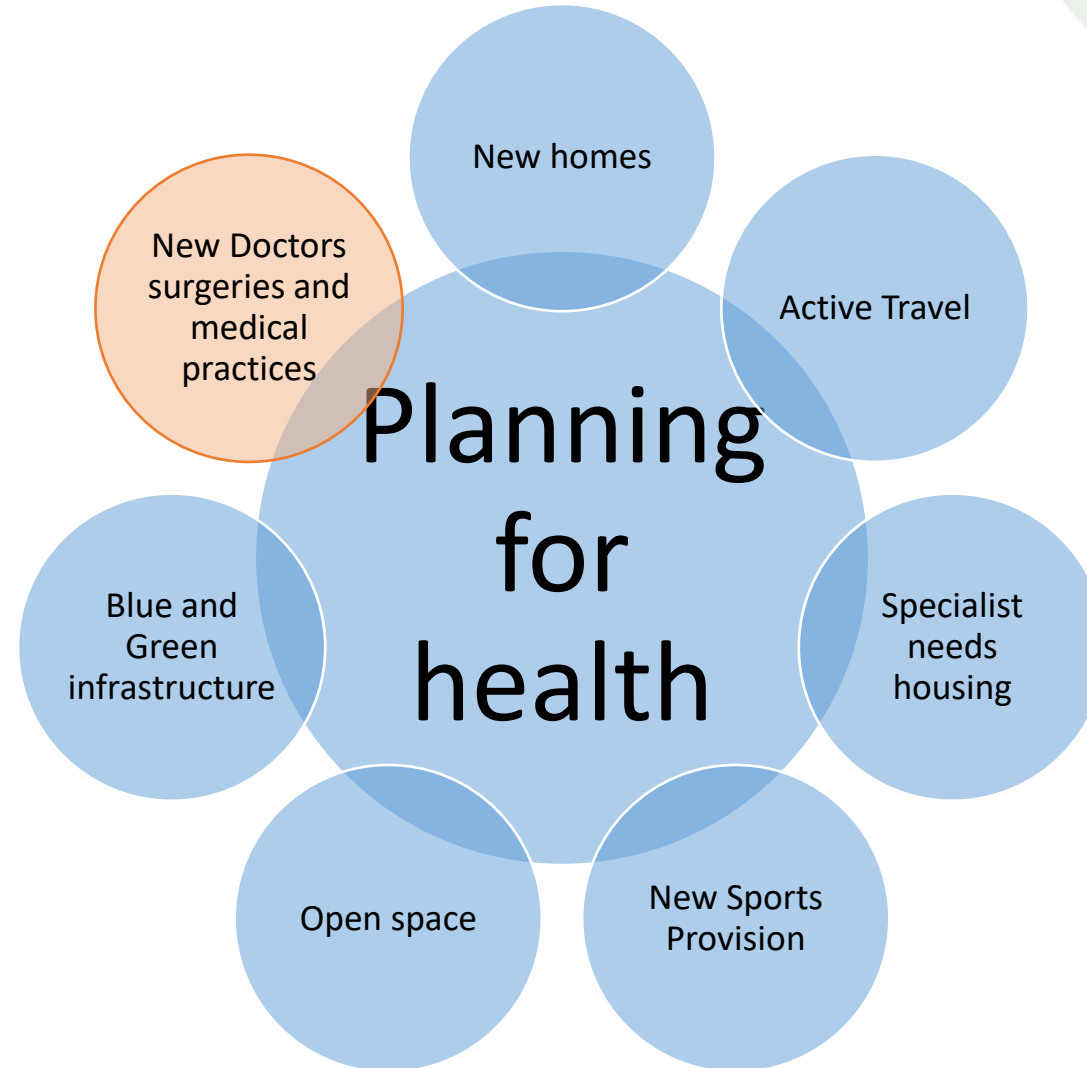 New homes
New Doctors
surgeries and
medical
practices
Active Travel
Planning
for
health
Blue and
Green
infrastructure
Specialist
needs
housing
Open space
New Sports
Provision